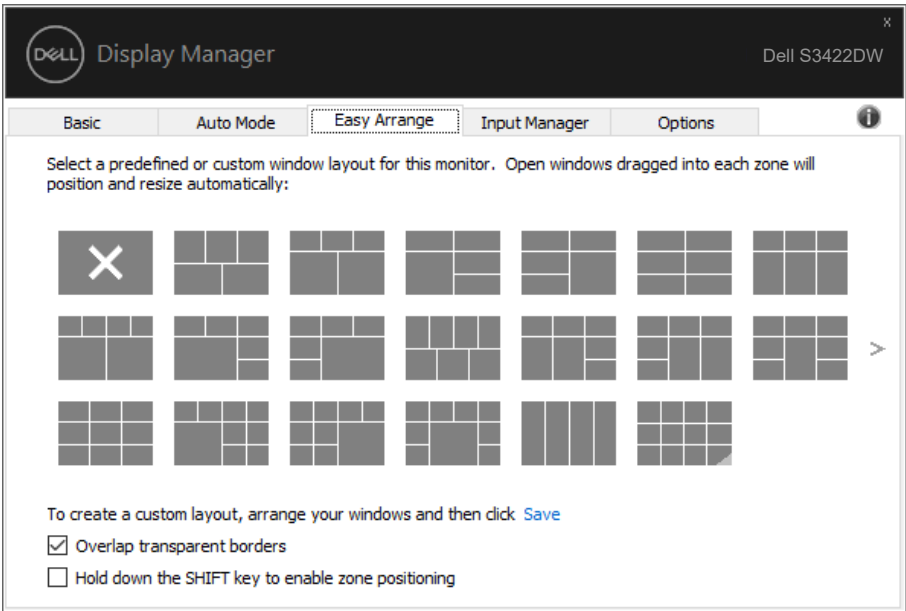 x
DELL Display Manager
Dell S3422DW
Basic Auto Mode Easy Arrange Input Manager Options
Select a predefined or custom window layout for this monitor. Open windows dragged into each zone will
position and resize automatically:
>
To create a custom layout, arrange your windows and then click Save
Overlap transparent borders
Hold down the SHIFT key to enable zone positioning